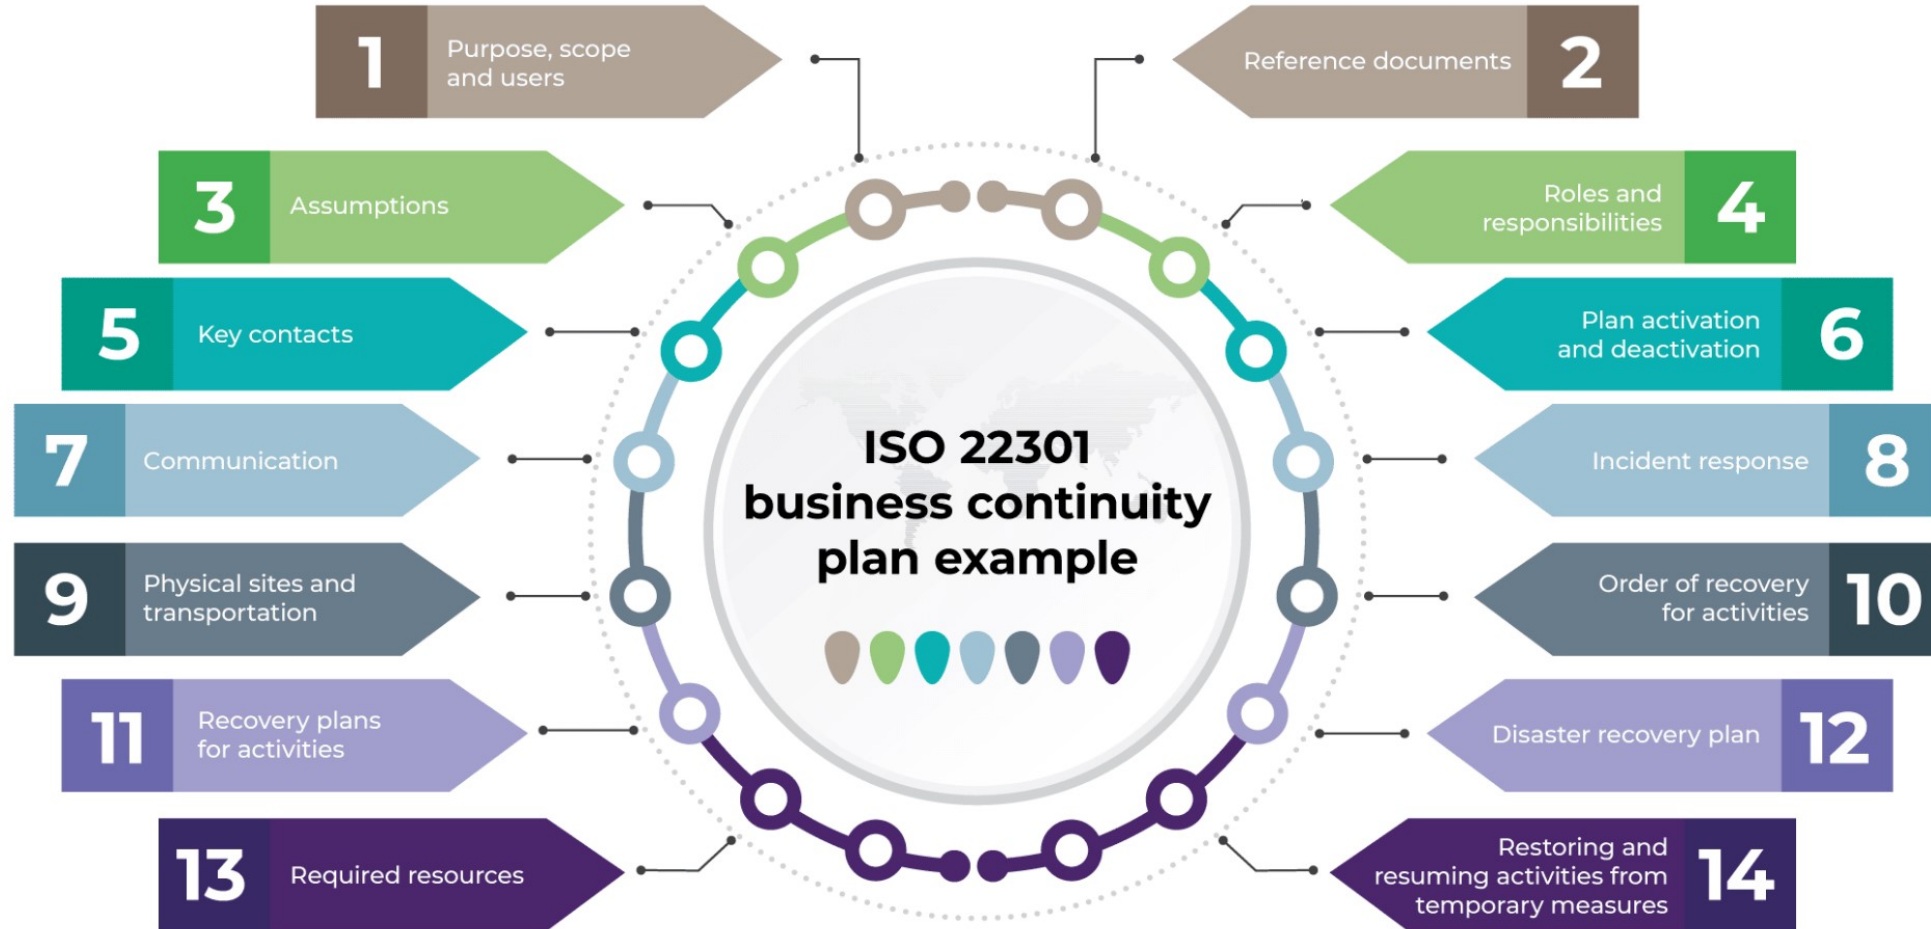 1
Purpose, scope
and users
2
Reference documents
3
Assumptions
4
Roles and
responsibilities
5
Key contacts
6
Plan activation
and deactivation
7
Communication
8
Incident response
9
Physical sites and
transportation
10
Order of recovery
for activities
11
Recovery plans
for activities
12
Disaster recovery plan
13
Required resources
14
Restoring and
resuming activities from
temporary measures
ISO 22301
business continuity
plan example